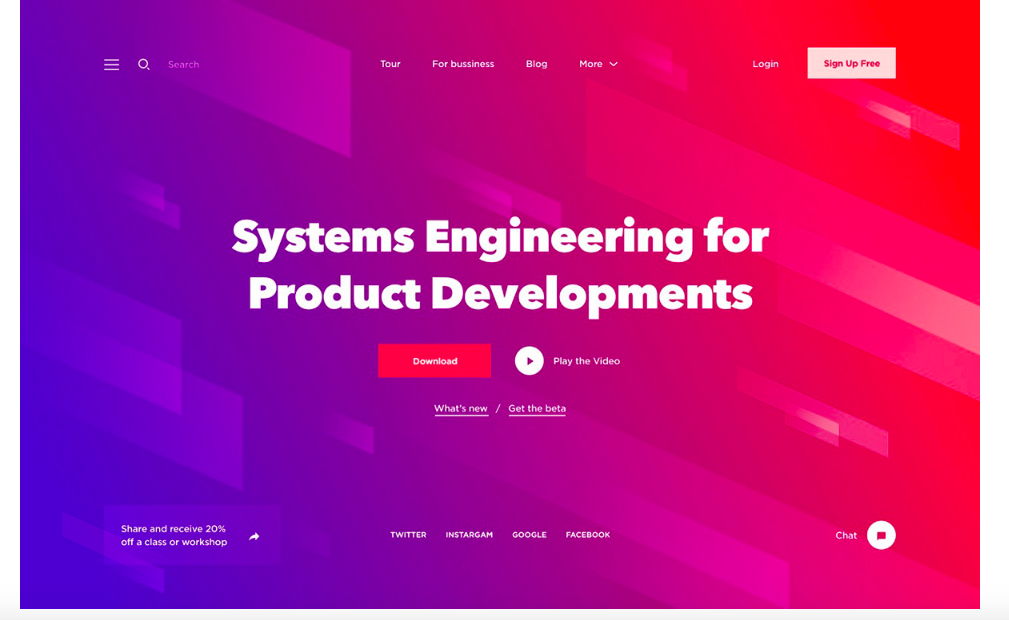 Search
Tour
For bussiness
Blog
More
Login
Sign Up Free
Systems Engineering for
Product Developments
Download
Play the Video
What's new / Get the beta
Share and receive 20%
off a class or workshop
TWITTER
INSTARGAM
GOOGLE
FACEBOOK
Chat